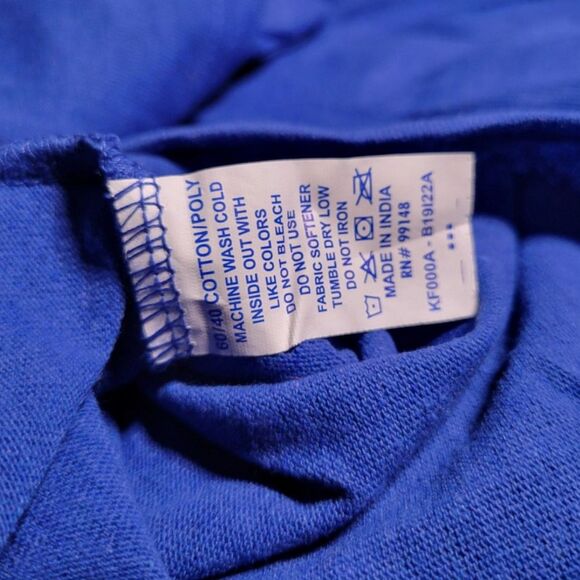 60/40 COTTON/POLY
MACHINE WASH COLD
INSIDE OUT WITH
LIKE COLORS
DO NOT BLEACH
DO NOT USE
FABRIC SOFTENER
TUMBLE DRY LOW
DO NOT IRON
MADE IN INDIA
RN# 99148
KF000A - B19I22A
***